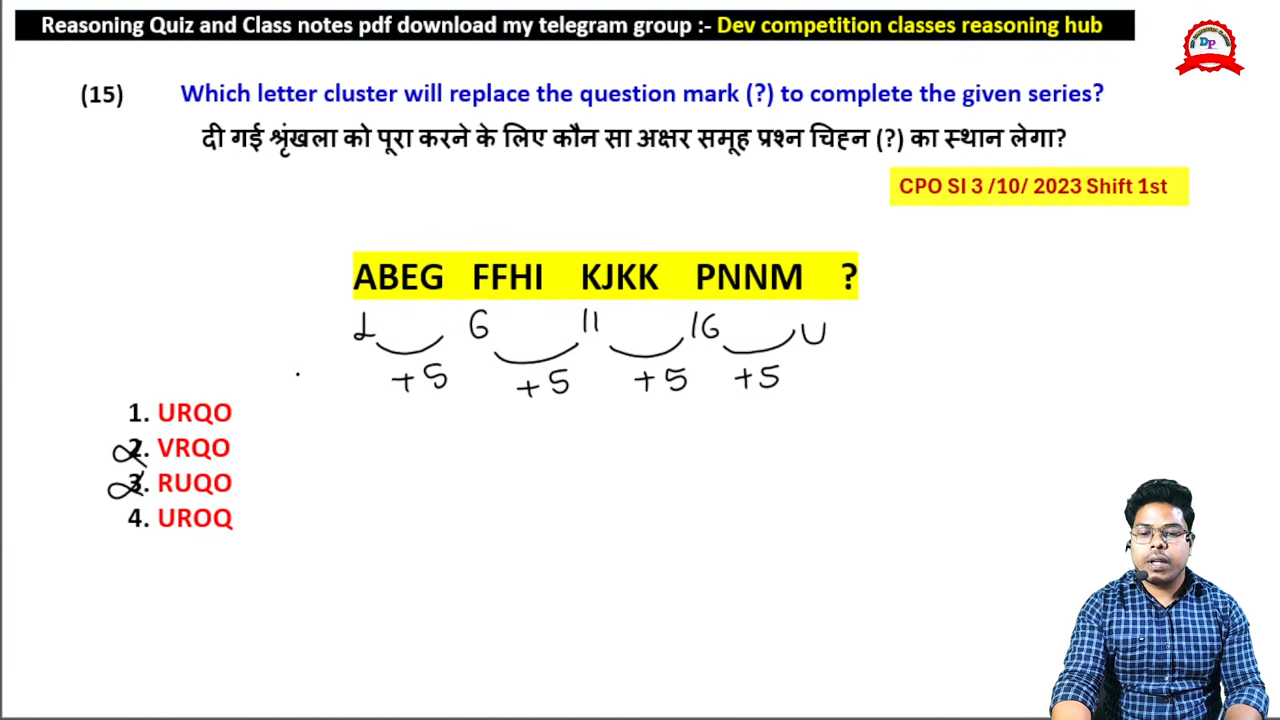 Reasoning Quiz and Class notes pdf download my telegram group :- Dev competition classes reasoning hub
DP
(15) Which letter cluster will replace the question mark (?) to complete the given series?
दी गई श्रृंखला को पूरा करने के लिए कौन सा अक्षर समूह प्रश्न चिह्न (?) का स्थान लेगा?
CPO SI 3 /10/ 2023 Shift 1st
ABEG FFHI KJKK PNNM ?
1 6 11 16 U
+5 +5 +5 +5
1. URQO
2. VRQO
3. RUQO
4. UROQ